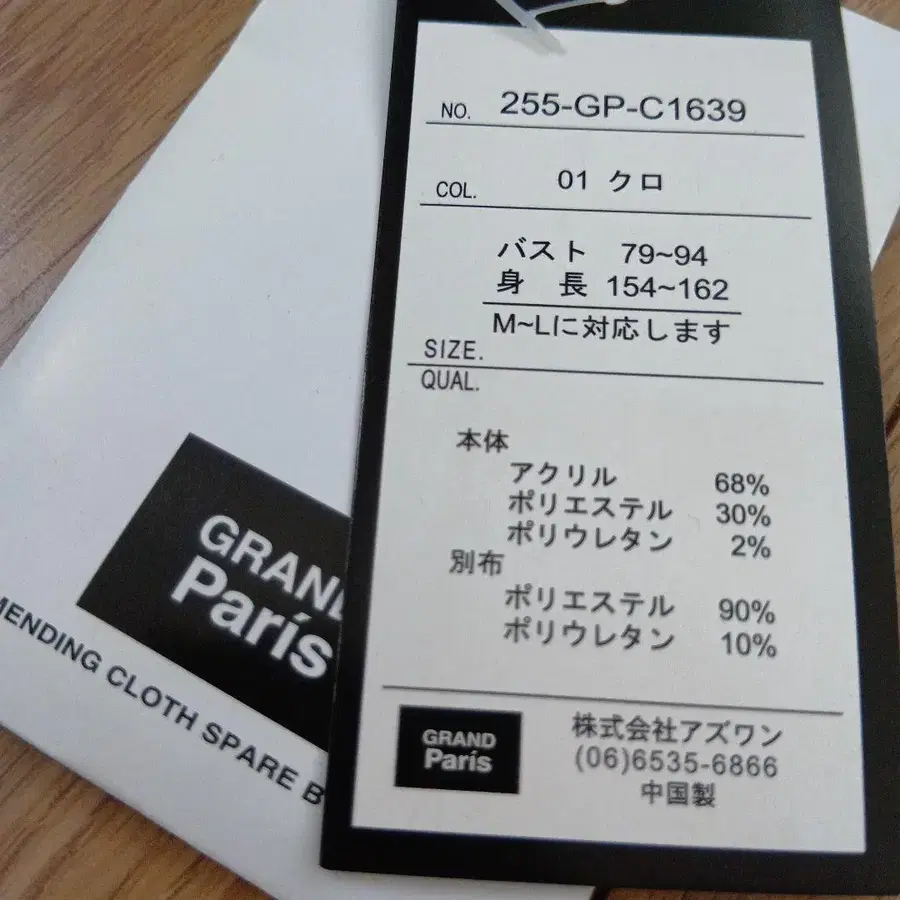 NO. 255-GP-C1639
COL. 01 クロ
バスト 79~94
身 長 154~162
M~Lに対応します
SIZE.
QUAL.
本体
アクリル 68%
ポリエステル 30%
ポリウレタン 2%
別布
ポリエステル 90%
ポリウレタン 10%
GRAND
París
株式会社アズワン
(06)6535-6866
中国製
GRAND
París
MENDING CLOTH SPARE B